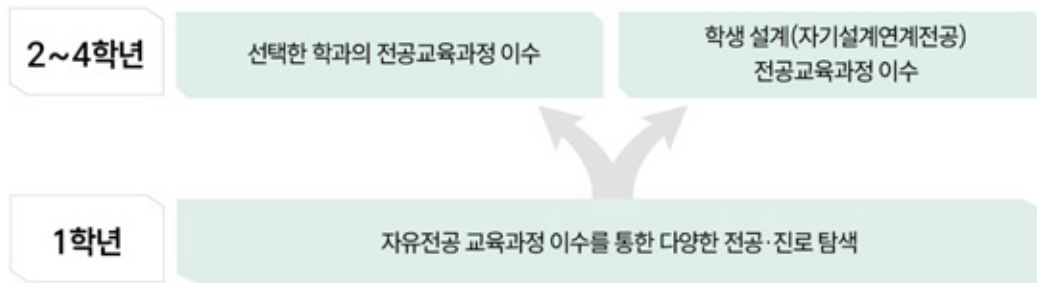 2~4학년
선택한 학과의 전공교육과정 이수
학생 설계(자기설계연계전공)
전공교육과정 이수
1학년
자유전공 교육과정 이수를 통한 다양한 전공·진로 탐색